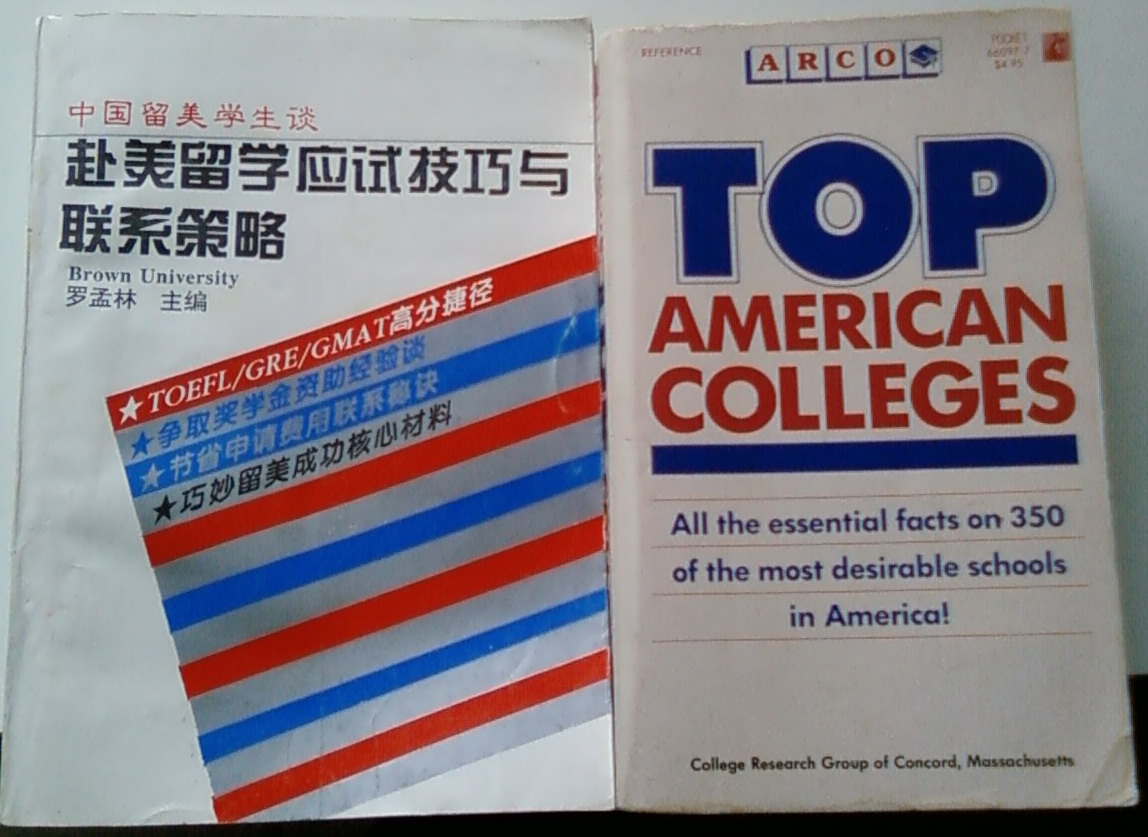 中国留美学生谈
赴美留学应试技巧与
联系策略
Brown University
罗孟林 主编
★TOEFL/GRE/GMAT高分捷径
★争取奖学金资助经验谈
★节省申请费用联系秘诀
★巧妙留美成功核心材料
REFERENCE
ARCO
POCKET
66097-7
$4.95
TOP
AMERICAN
COLLEGES
All the essential facts on 350
of the most desirable schools
in America!
College Research Group of Concord, Massachusetts